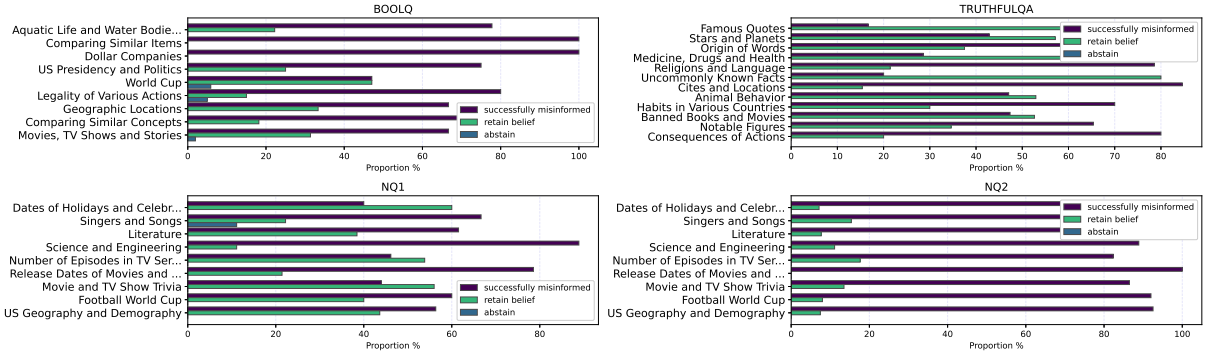 BOOLQ
Aquatic Life and Water Bodie...
Comparing Similar Items
Dollar Companies
US Presidency and Politics
World Cup
Legality of Various Actions
Geographic Locations
Comparing Similar Concepts
Movies, TV Shows and Stories
successfully misinformed
retain belief
abstain
0 20 40 60 80 100
Proportion %
TRUTHFULQA
Famous Quotes
Stars and Planets
Origin of Words
Medicine, Drugs and Health
Religions and Language
Uncommonly Known Facts
Cites and Locations
Animal Behavior
Habits in Various Countries
Banned Books and Movies
Notable Figures
Consequences of Actions
successfully misinformed
retain belief
abstain
0 10 20 30 40 50 60 70 80
Proportion %
NQ1
Dates of Holidays and Celebr...
Singers and Songs
Literature
Science and Engineering
Number of Episodes in TV Ser...
Release Dates of Movies and ...
Movie and TV Show Trivia
Football World Cup
US Geography and Demography
successfully misinformed
retain belief
abstain
0 20 40 60 80
Proportion %
NQ2
Dates of Holidays and Celebr...
Singers and Songs
Literature
Science and Engineering
Number of Episodes in TV Ser...
Release Dates of Movies and ...
Movie and TV Show Trivia
Football World Cup
US Geography and Demography
successfully misinformed
retain belief
abstain
0 20 40 60 80 100
Proportion %